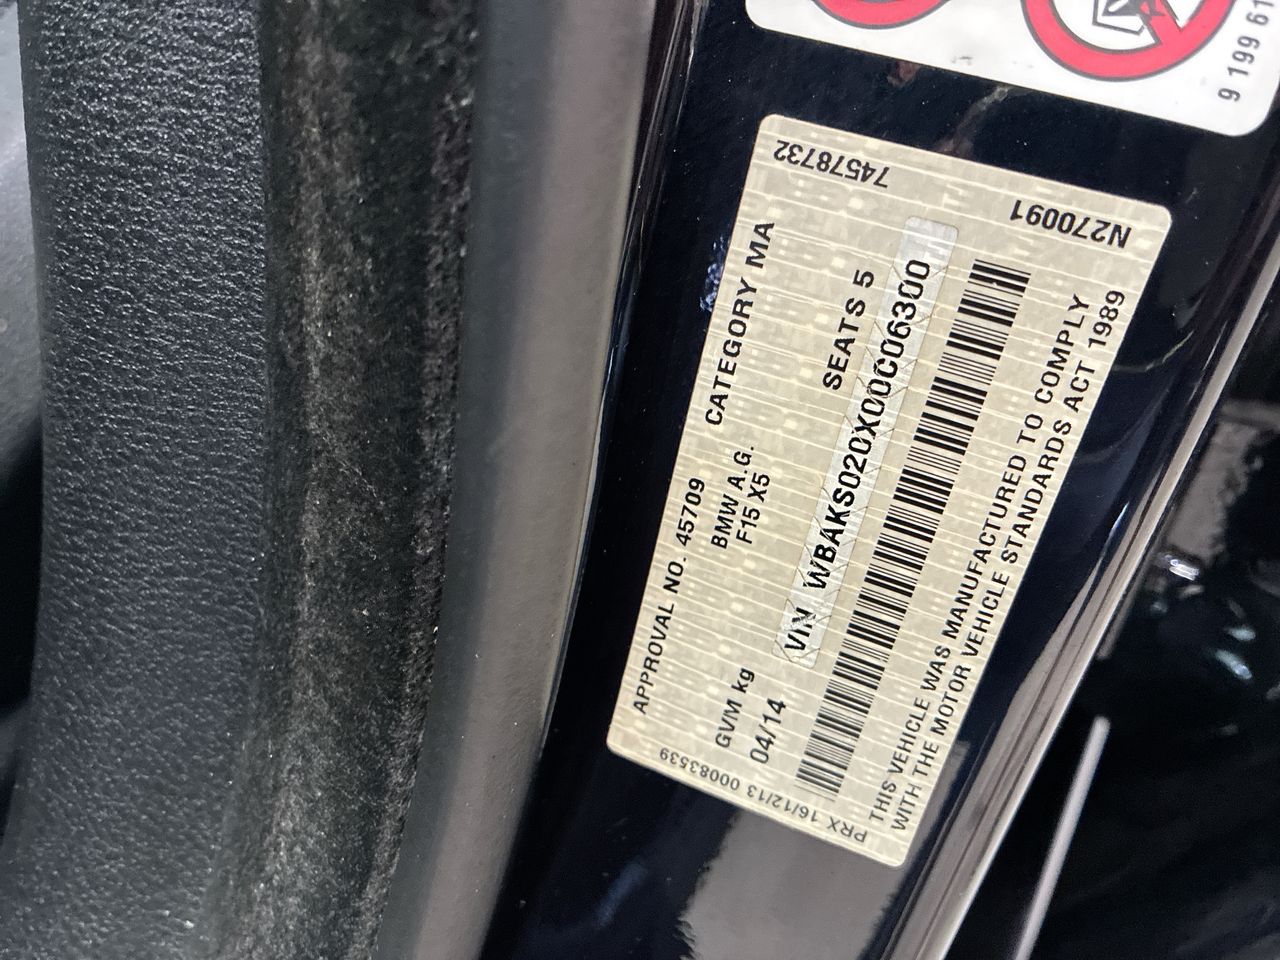 9 199 61
74578732
N270091
APPROVAL NO. 45709 CATEGORY MA
BMW A.G.
F15 X5
GVM kg SEATS 5
04/14
VIN WBAKS020X00C06300
THIS VEHICLE WAS MANUFACTURED TO COMPLY
WITH THE MOTOR VEHICLE STANDARDS ACT 1989
PRX 16/12/13 00083539